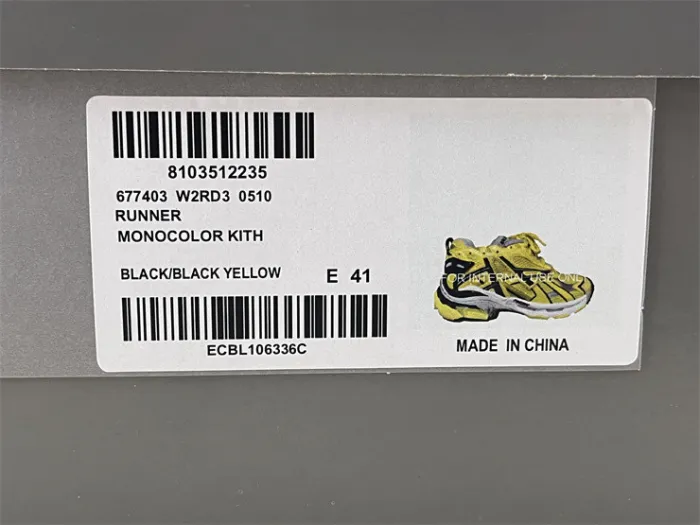 8103512235
677403 W2RD3 0510
RUNNER
MONOCOLOR KITH
BLACK/BLACK YELLOW E 41
ECBL106336C
FOR INTERNAL USE ONLY
MADE IN CHINA